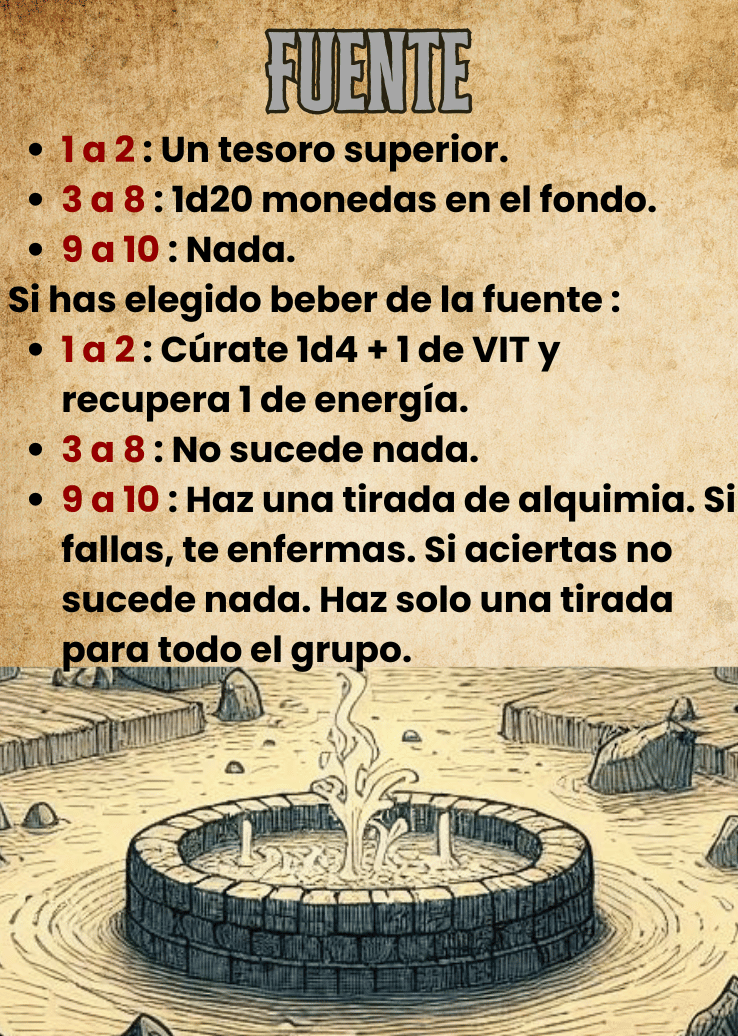 FUENTE
• 1 a 2 : Un tesoro superior.
• 3 a 8 : 1d20 monedas en el fondo.
• 9 a 10 : Nada.
Si has elegido beber de la fuente :
• 1 a 2 : Cúrate 1d4 + 1 de VIT y
recupera 1 de energía.
• 3 a 8 : No sucede nada.
• 9 a 10 : Haz una tirada de alquimia. Si
fallas, te enfermas. Si aciertas no
sucede nada. Haz solo una tirada
para todo el grupo.